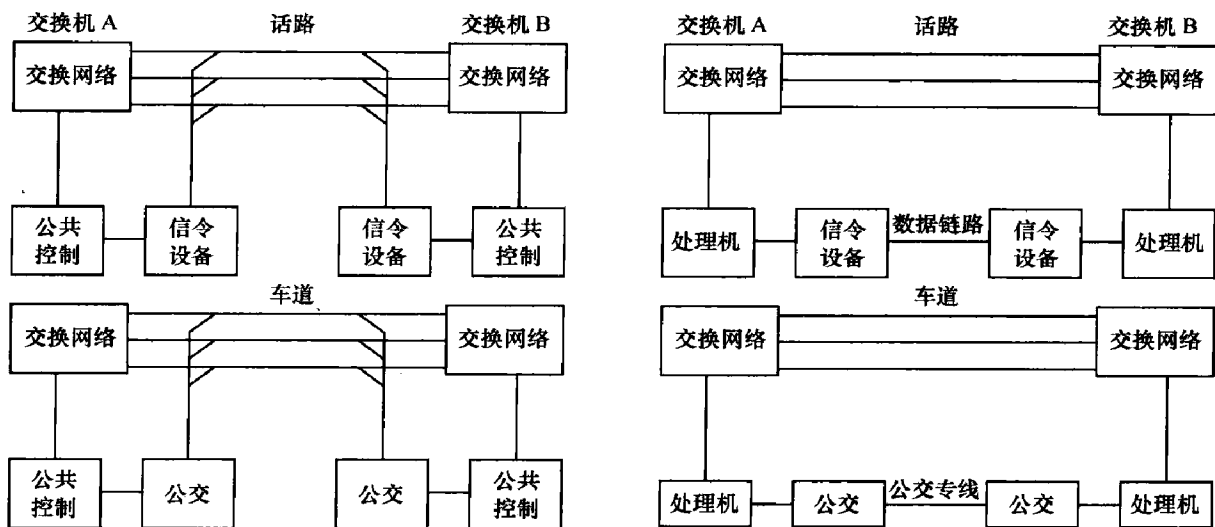 交换机 A
话路
交换机 B
交换网络
交换网络
公共
控制
信令
设备
信令
设备
公共
控制
车道
交换网络
交换网络
公共
控制
公交
公交
公共
控制
交换机 A
话路
交换机 B
交换网络
交换网络
处理机
信令
设备
数据链路
信令
设备
处理机
车道
交换网络
交换网络
处理机
公交
公交专线
公交
处理机